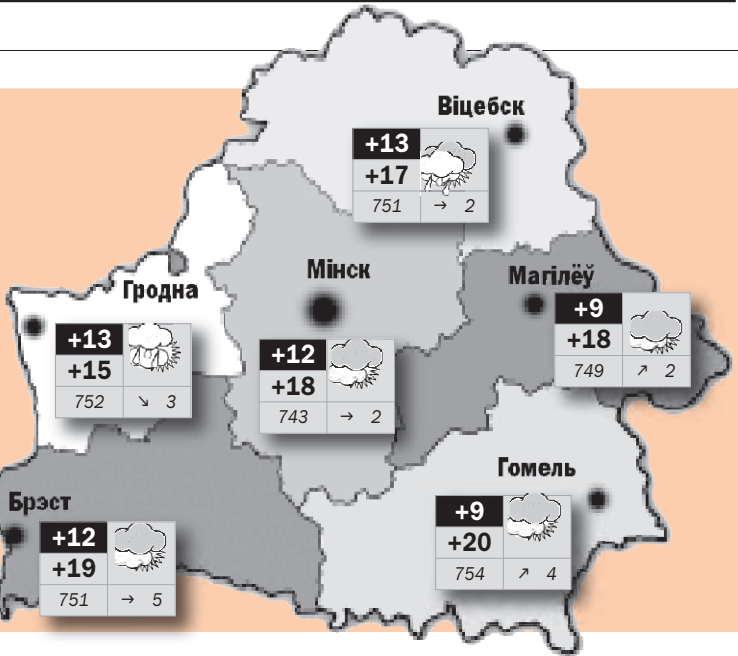 Віцебск
+13
+17
751 → 2
Мінск
+12
+18
743 → 2
Магілёў
+9
+18
749 ↗ 2
Гродна
+13
+15
752 ↘ 3
Гомель
+9
+20
754 ↗ 4
Брэст
+12
+19
751 → 5